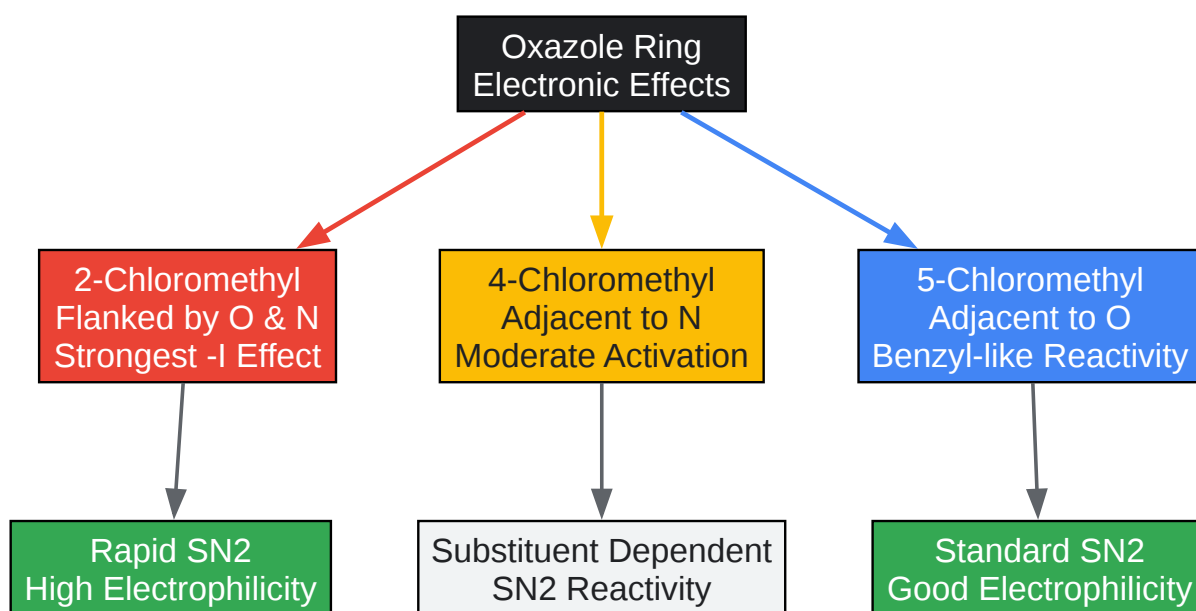 Oxazole Ring
Electronic Effects
2-Chloromethyl
Flanked by O & N
Strongest -I Effect
4-Chloromethyl
Adjacent to N
Moderate Activation
5-Chloromethyl
Adjacent to O
Benzyl-like Reactivity
Rapid SN2
High Electrophilicity
Substituent Dependent
SN2 Reactivity
Standard SN2
Good Electrophilicity